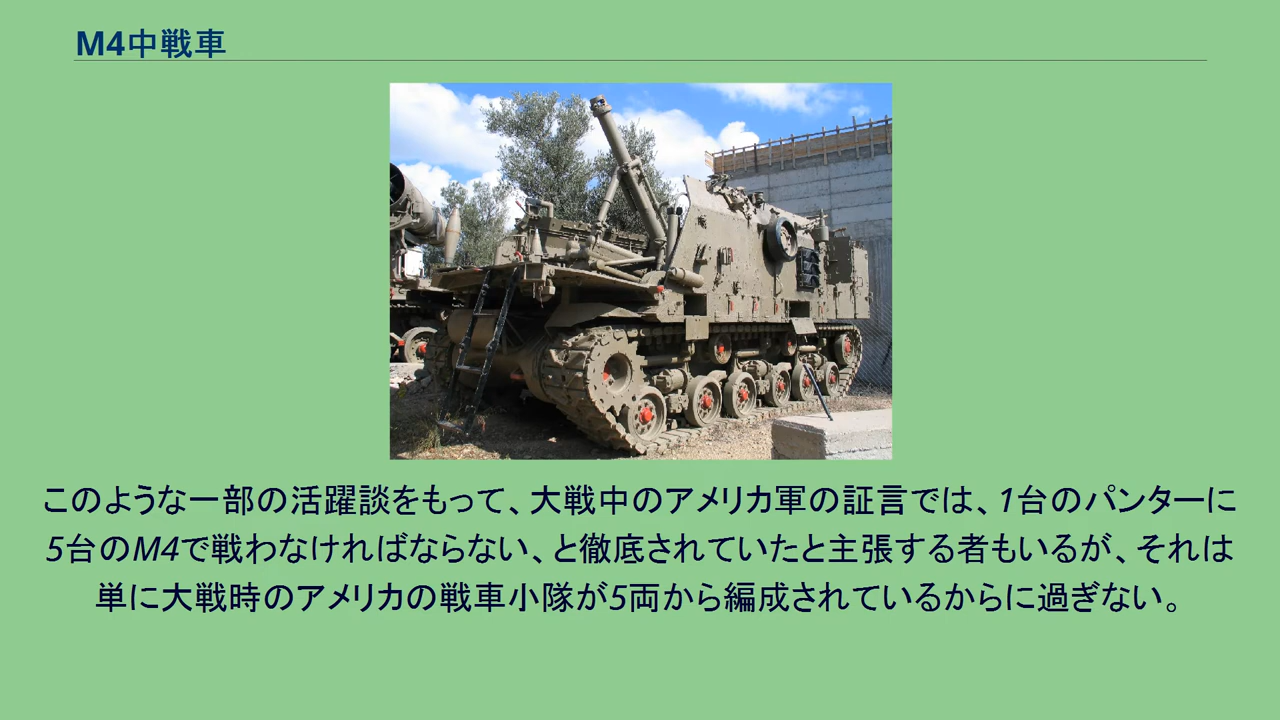 M4中戦車
このような一部の活躍談をもって、大戦中のアメリカ軍の証言では、1台のパンターに
5台のM4で戦わなければならない、と徹底されていたと主張する者もいるが、それは
単に大戦時のアメリカの戦車小隊が5両から編成されているからに過ぎない。